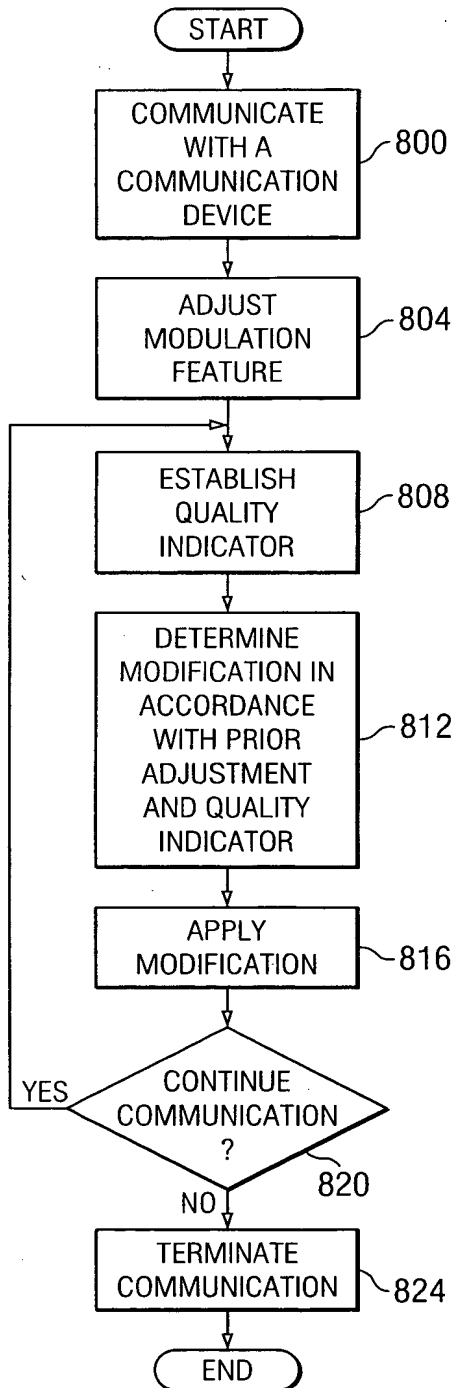 START
COMMUNICATE
WITH A
COMMUNICATION
DEVICE
800
ADJUST
MODULATION
FEATURE
804
ESTABLISH
QUALITY
INDICATOR
808
DETERMINE
MODIFICATION IN
ACCORDANCE
WITH PRIOR
ADJUSTMENT
AND QUALITY
INDICATOR
812
APPLY
MODIFICATION
816
YES
CONTINUE
COMMUNICATION
?
820
NO
TERMINATE
COMMUNICATION
824
END